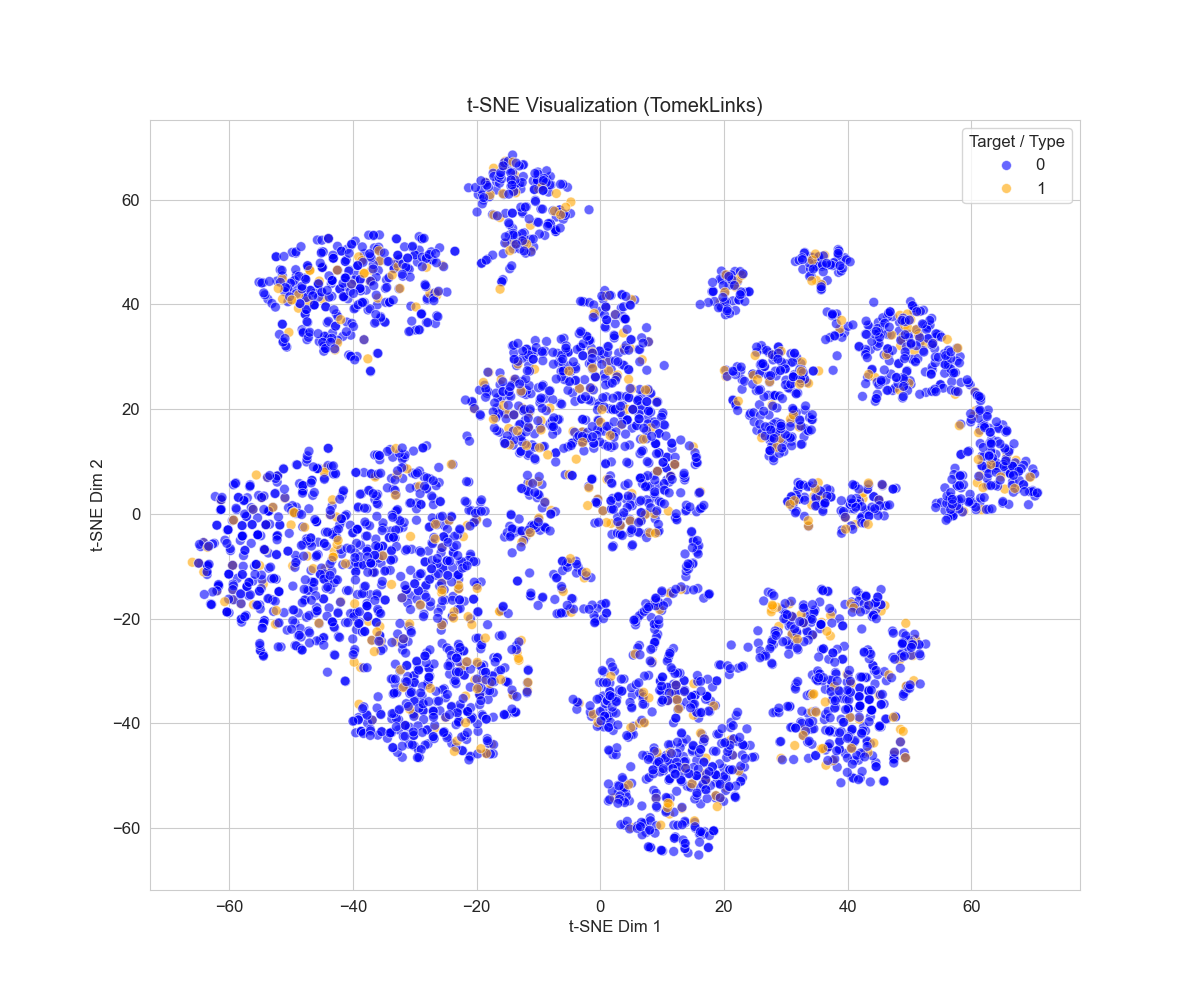 t-SNE Visualization (TomekLinks)
Target / Type
0
1
60
40
20
0
−20
−40
−60
t-SNE Dim 2
−60 −40 −20 0 20 40 60
t-SNE Dim 1